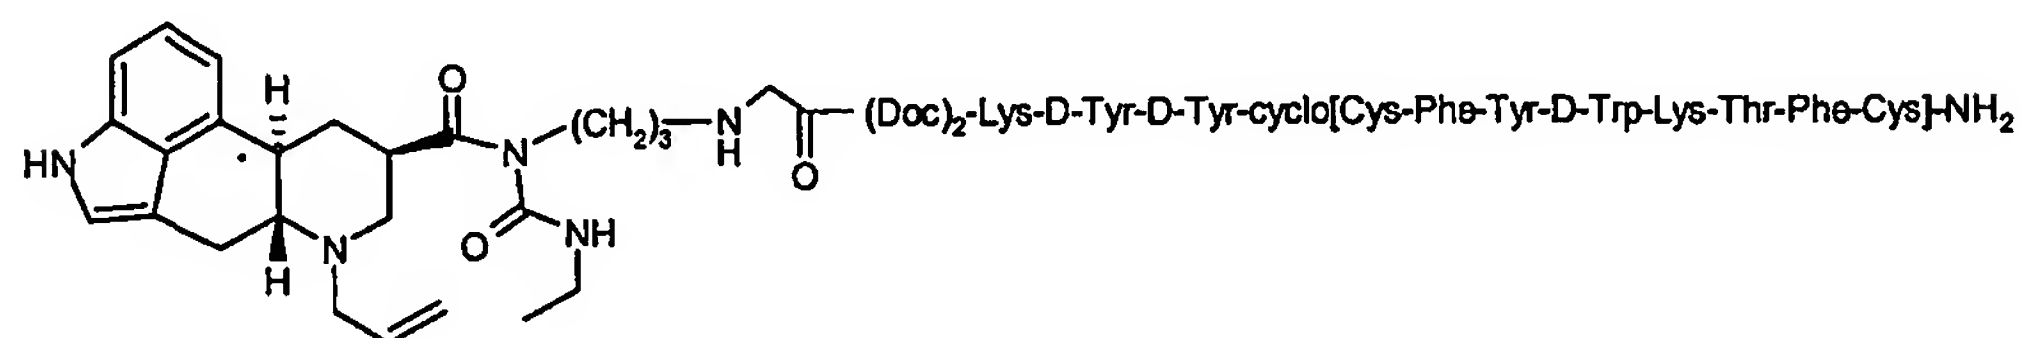 O
H
(CH2)3
N
H
(Doc)2-Lys-D-Tyr-D-Tyr-cyclo[Cys-Phe-Tyr-D-Trp-Lys-Thr-Phe-Cys]-NH2
N
HN
O
O
NH
N
H